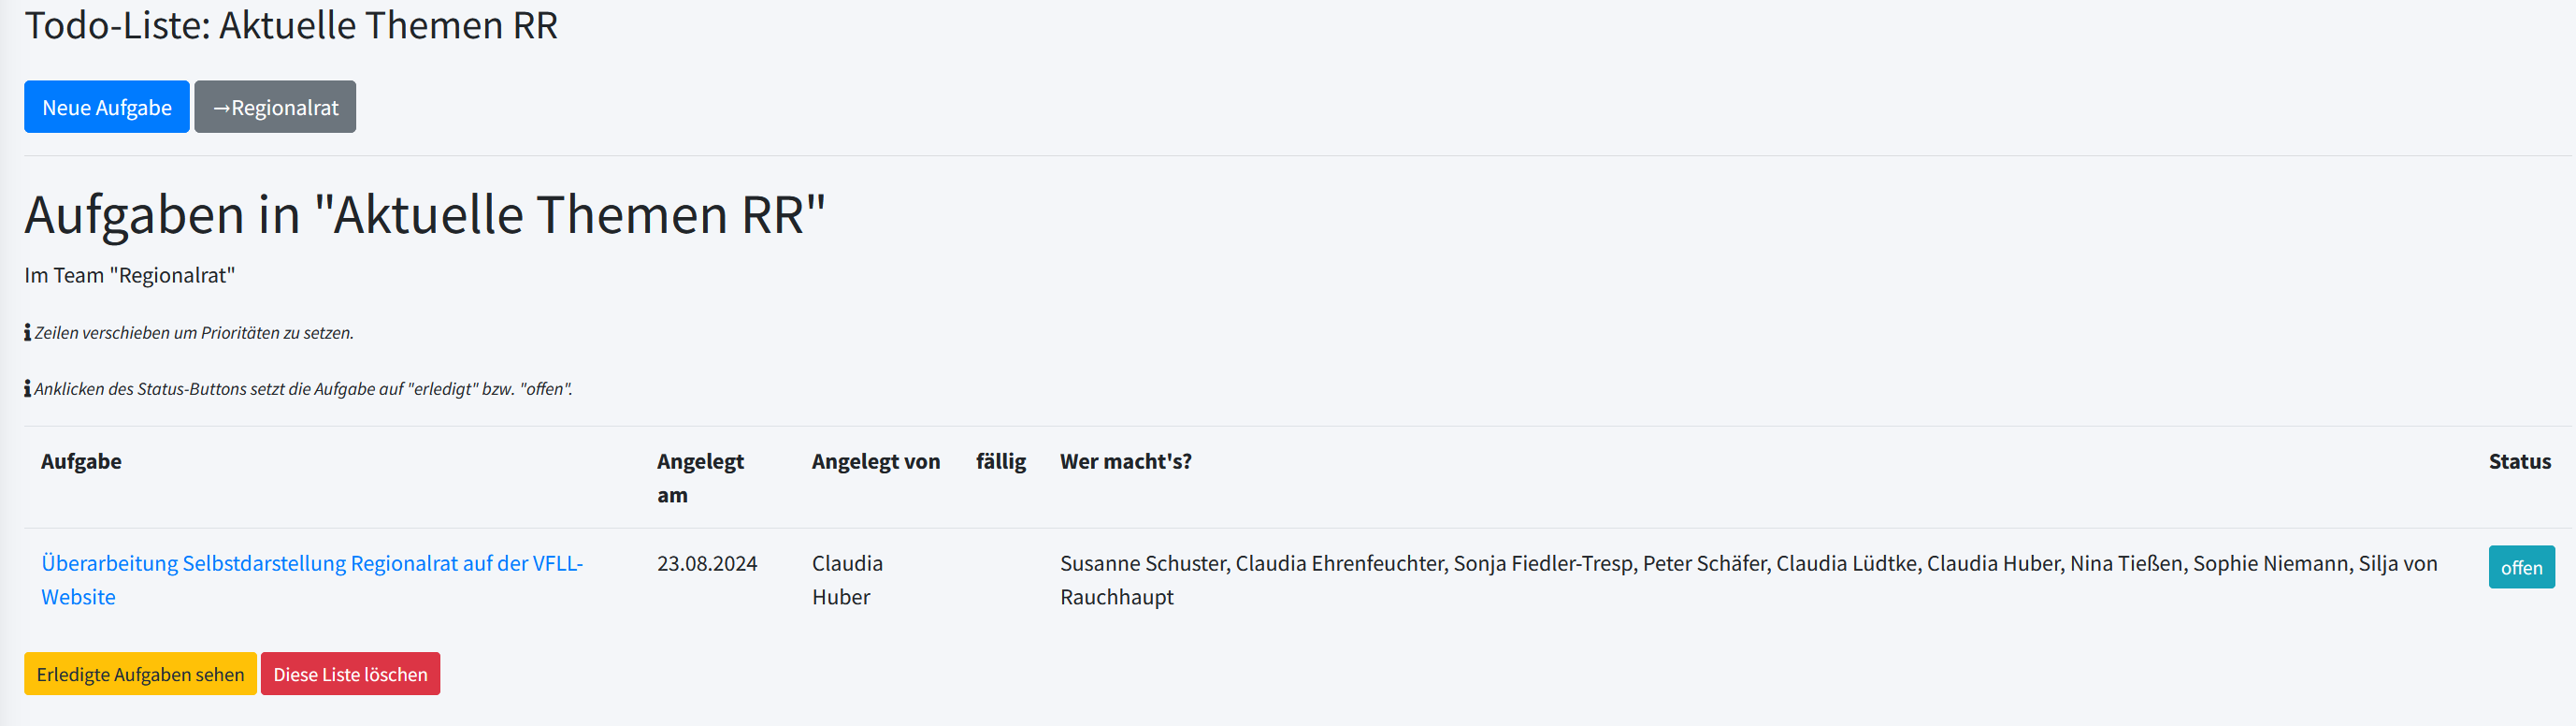 Todo-Liste: Aktuelle Themen RR
Neue Aufgabe →Regionalrat
Aufgaben in "Aktuelle Themen RR"
Im Team "Regionalrat"
Zeilen verschieben um Prioritäten zu setzen.
Anklicken des Status-Buttons setzt die Aufgabe auf "erledigt" bzw. "offen".
Aufgabe Angelegt am Angelegt von fällig Wer macht's? Status
Überarbeitung Selbstdarstellung Regionalrat auf der VFLL-Website 23.08.2024 Claudia Huber Susanne Schuster, Claudia Ehrenfeuchter, Sonja Fiedler-Tresp, Peter Schäfer, Claudia Lüdtke, Claudia Huber, Nina Tießen, Sophie Niemann, Silja von Rauchhaupt offen
Erledigte Aufgaben sehen Diese Liste löschen